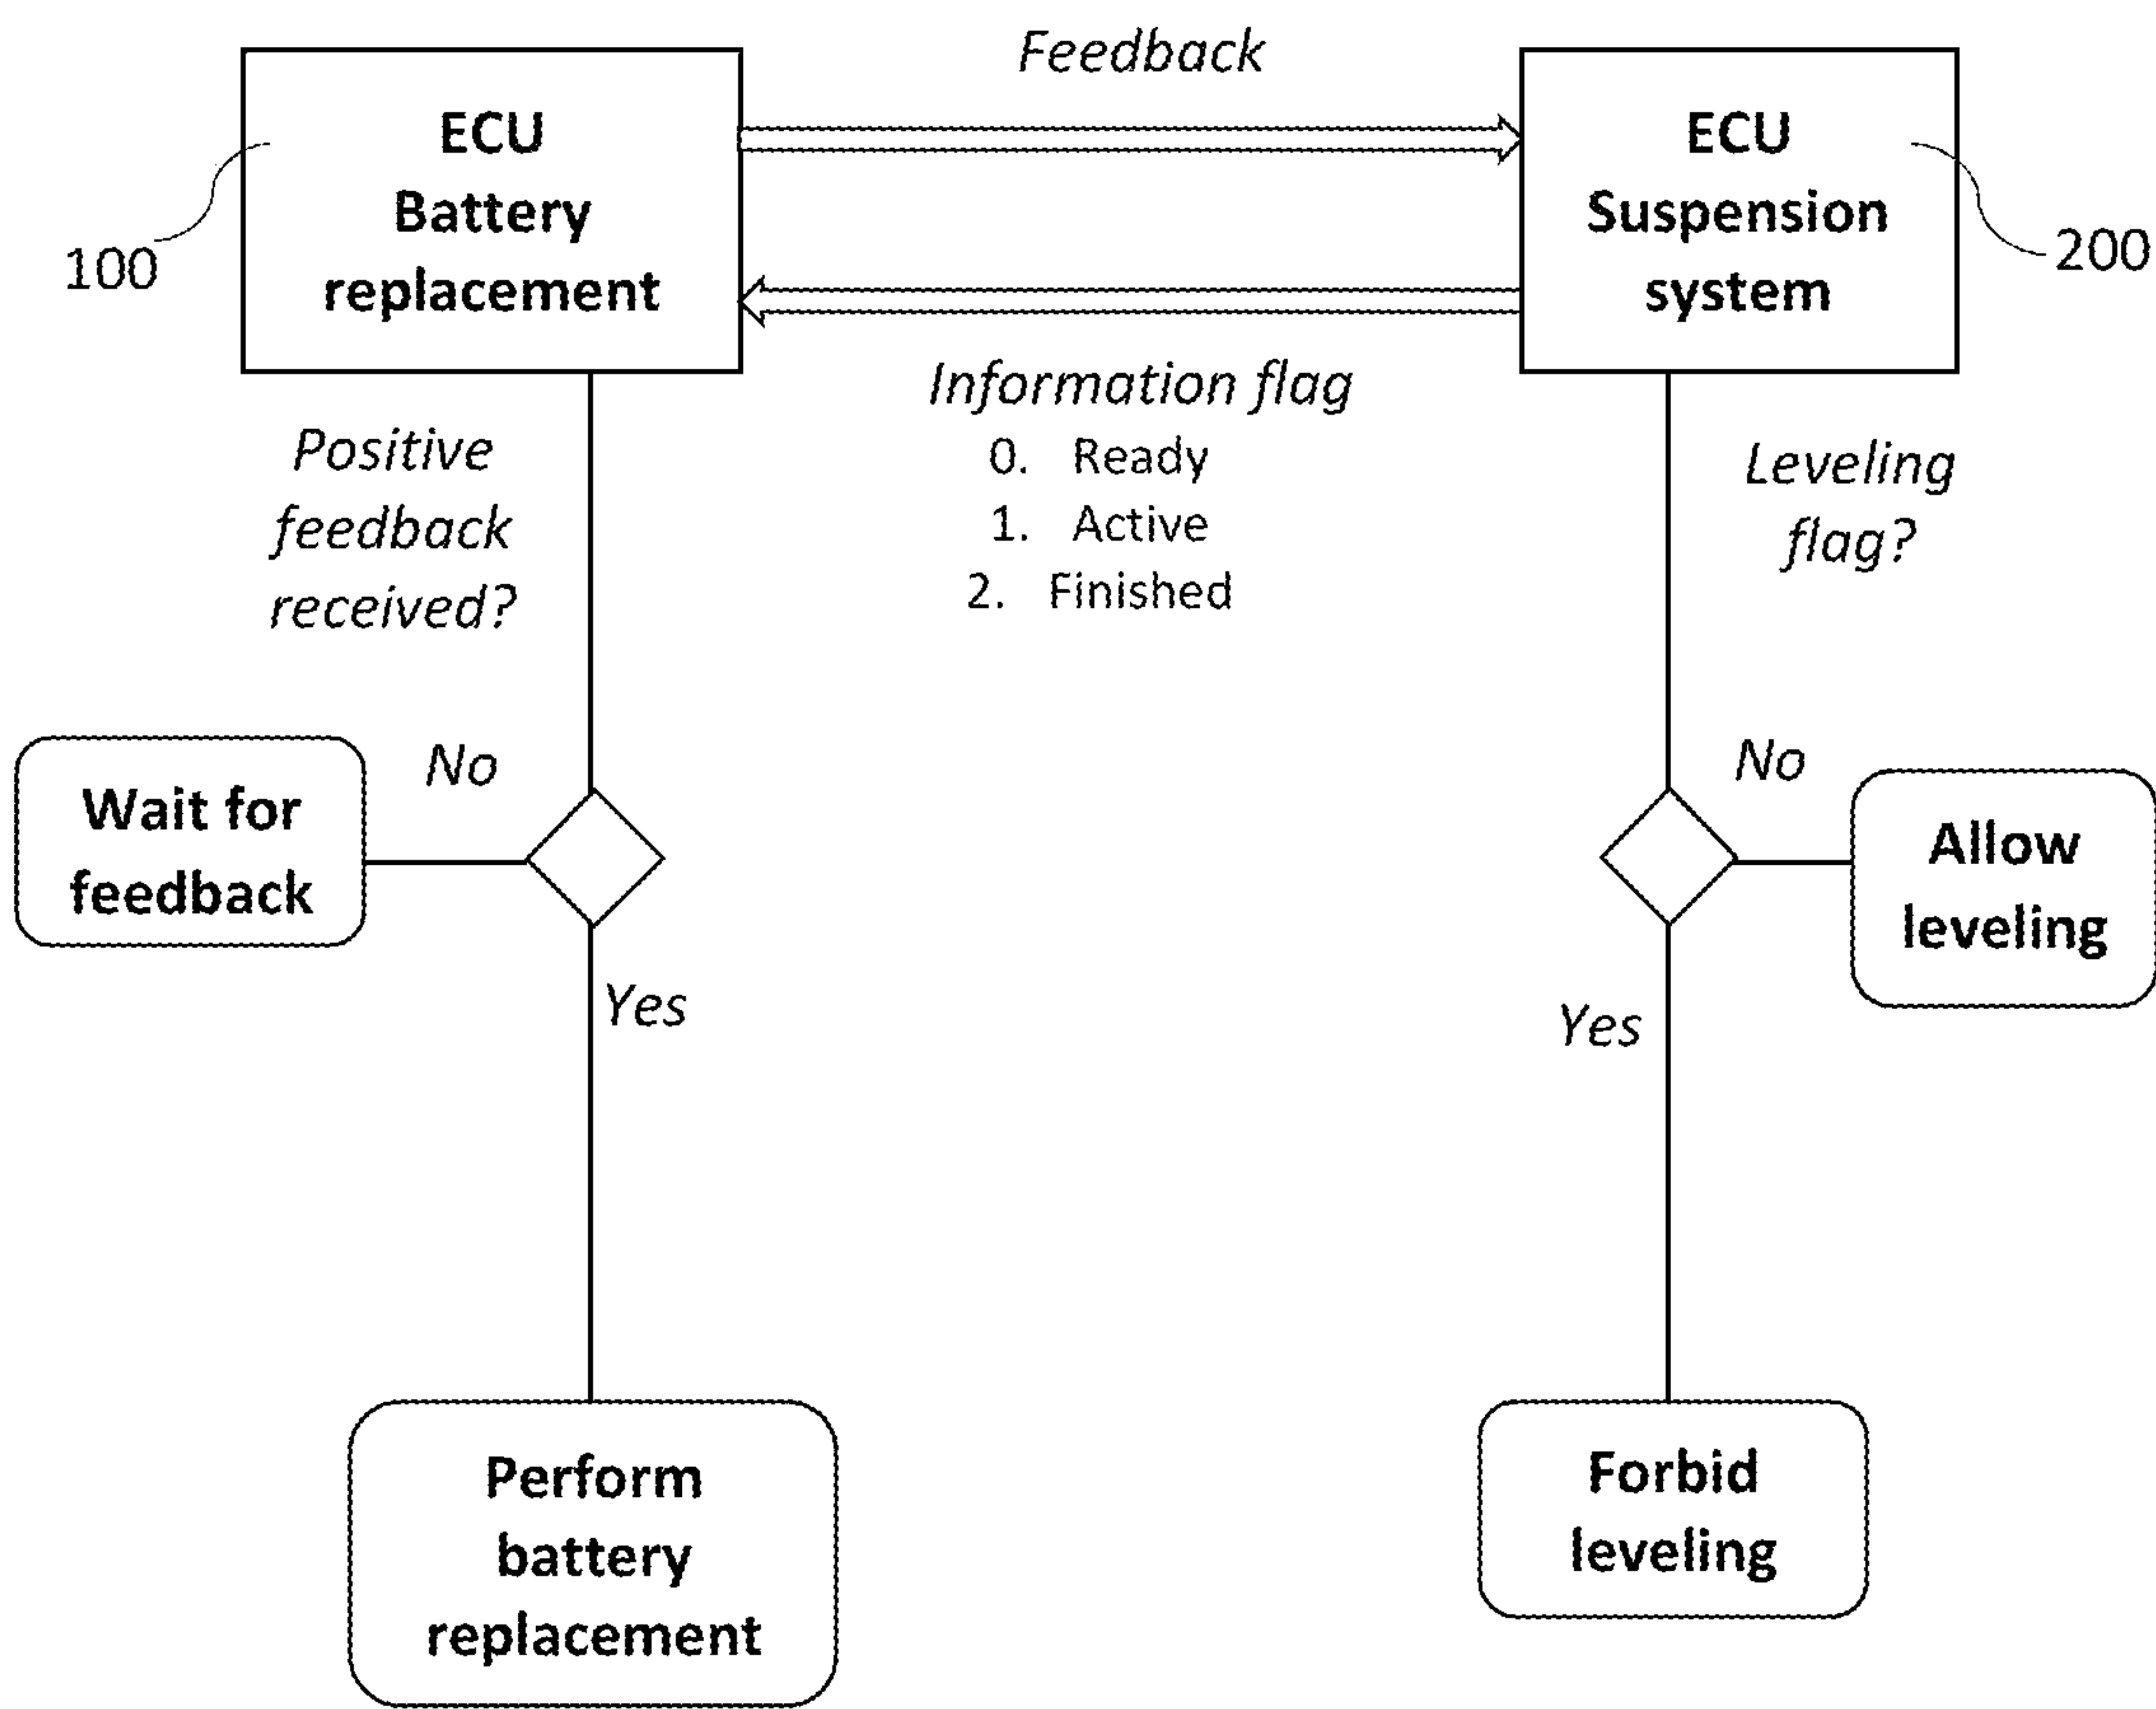 Feedback
ECU
Battery
replacement
100
ECU
Suspension
system
200
Information flag
0. Ready
1. Active
2. Finished
Positive
feedback
received?
Leveling
flag?
No
Wait for
feedback
Yes
No
Allow
leveling
Yes
Perform
battery
replacement
Forbid
leveling